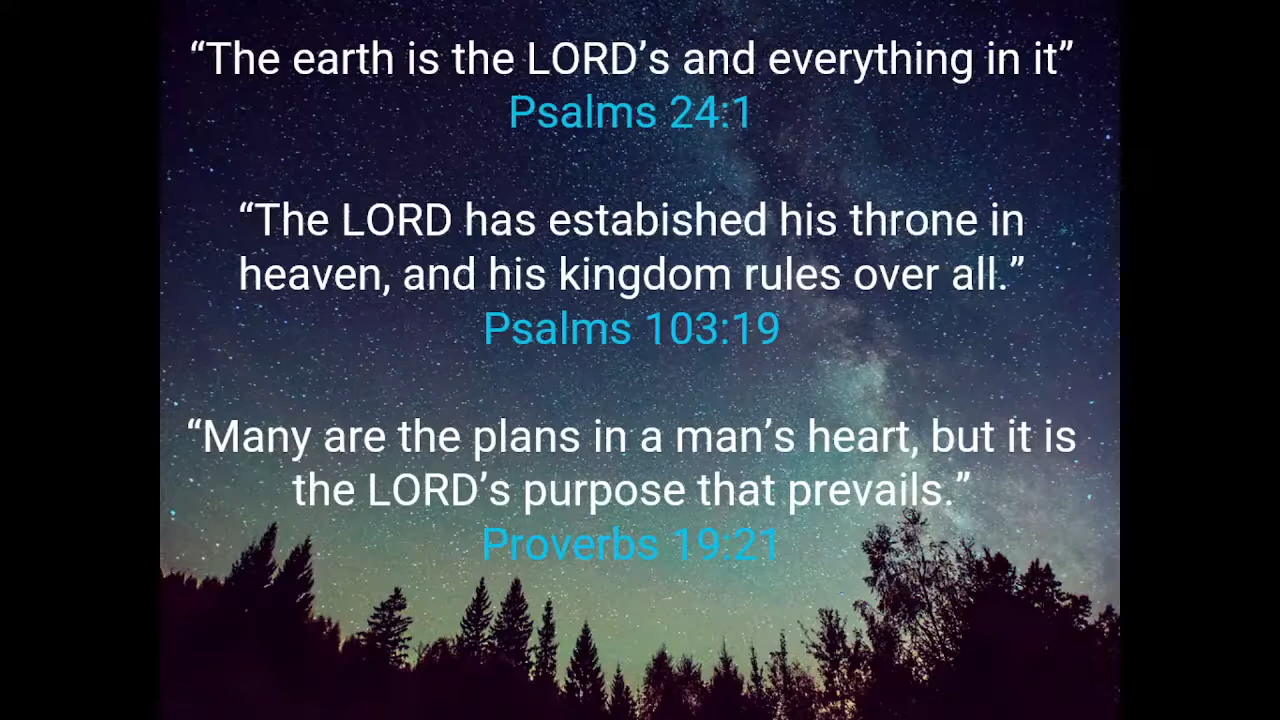 “The earth is the LORD’s and everything in it”
Psalms 24:1
“The LORD has estabished his throne in
heaven, and his kingdom rules over all.”
Psalms 103:19
“Many are the plans in a man’s heart, but it is
the LORD’s purpose that prevails.”
Proverbs 19:21